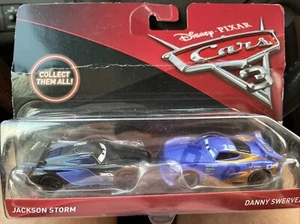 Disney · PIXAR
Cars
3
COLLECT
THEM ALL!
JACKSON STORM
DANNY SWERVEZ